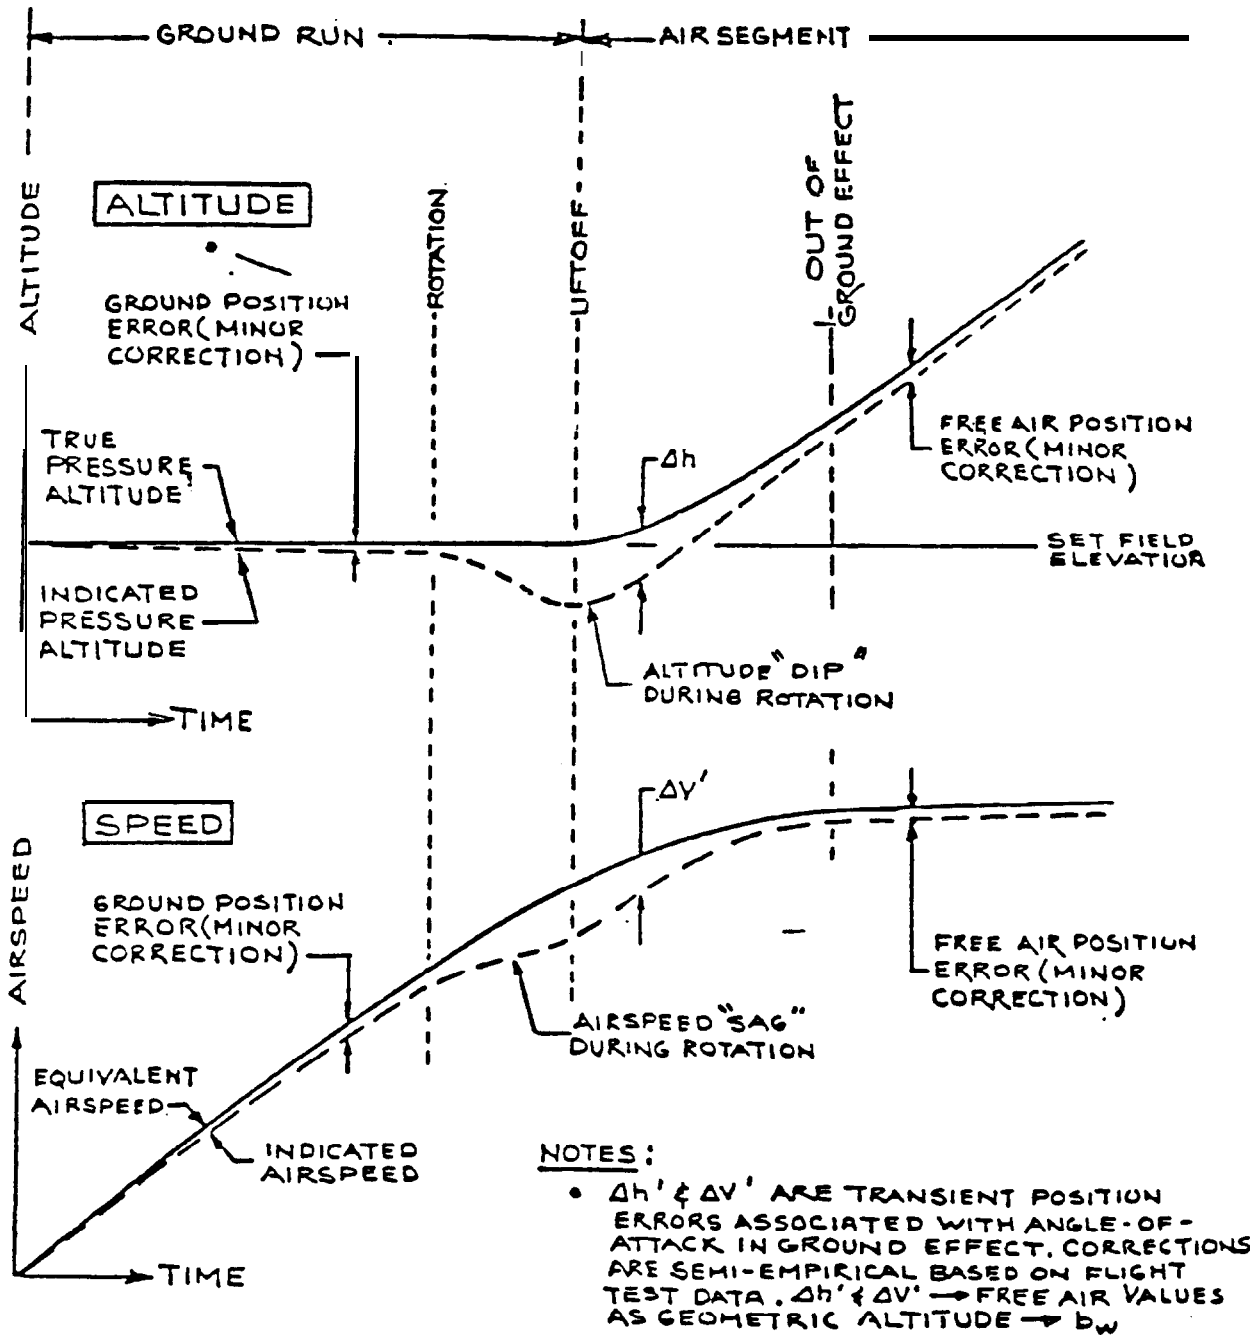 GROUND RUN
AIR SEGMENT
ALTITUDE
ALTITUDE
ROTATION
LIFTOFF
OUT OF
GROUND EFFECT
GROUND POSITION
ERROR (MINOR
CORRECTION)
TRUE
PRESSURE
ALTITUDE
Δh
FREE AIR POSITION
ERROR (MINOR
CORRECTION)
SET FIELD
ELEVATION
INDICATED
PRESSURE
ALTITUDE
ALTITUDE "DIP"
DURING ROTATION
TIME
SPEED
ΔV'
AIRSPEED
GROUND POSITION
ERROR (MINOR
CORRECTION)
FREE AIR POSITION
ERROR (MINOR
CORRECTION)
AIRSPEED "SAG"
DURING ROTATION
EQUIVALENT
AIRSPEED
INDICATED
AIRSPEED
TIME
NOTES:
• Δh' & ΔV' ARE TRANSIENT POSITION
ERRORS ASSOCIATED WITH ANGLE-OF-
ATTACK IN GROUND EFFECT. CORRECTIONS
ARE SEMI-EMPIRICAL BASED ON FLIGHT
TEST DATA. Δh' & ΔV' → FREE AIR VALUES
AS GEOMETRIC ALTITUDE → bw